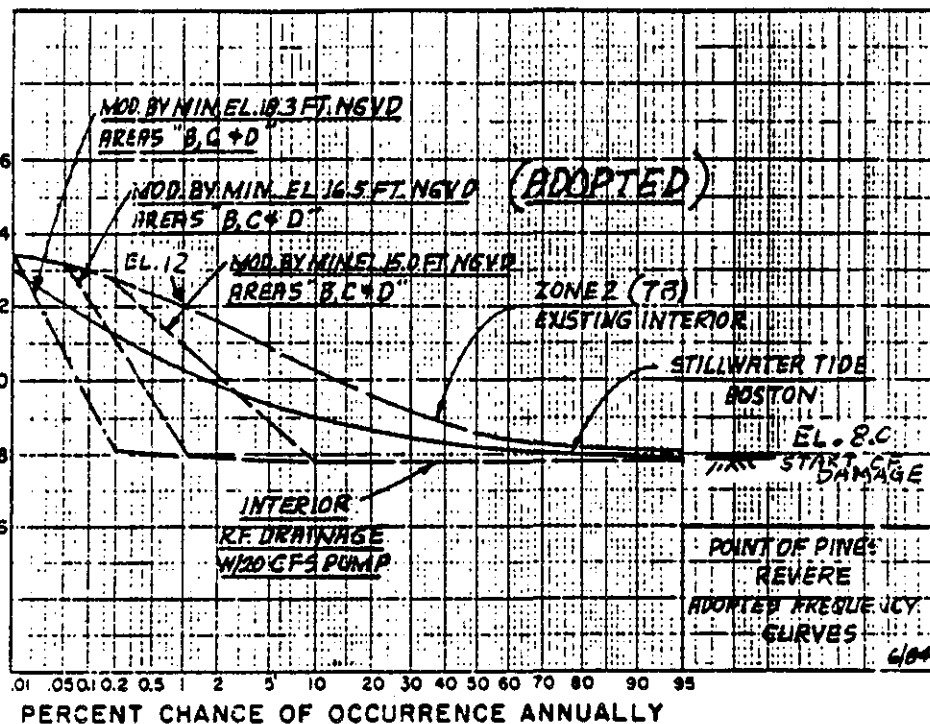 MOD. BY MIN. EL. 18.3 FT. NGVD
AREAS "B, C & D"
MOD. BY MIN. EL 16.5 FT. NGVD
AREAS "B, C & D"
(ADOPTED)
EL. 12
MOD. BY MIN. EL. 15.0 FT. NGVD
AREAS "B, C & D"
ZONE 2 (7B)
EXISTING INTERIOR
STILLWATER TIDE
BOSTON
EL. 8.0
START OF
DAMAGE
INTERIOR
R.F. DRAINAGE
W/20 CFS PUMP
POINT OF PINES
REVERE
ADOPTED FREQUENCY
CURVES
6/84
6
4
2
0
8
6
.01 .05 0.1 0.2 0.5 1 2 5 10 20 30 40 50 60 70 80 90 95
PERCENT CHANCE OF OCCURRENCE ANNUALLY